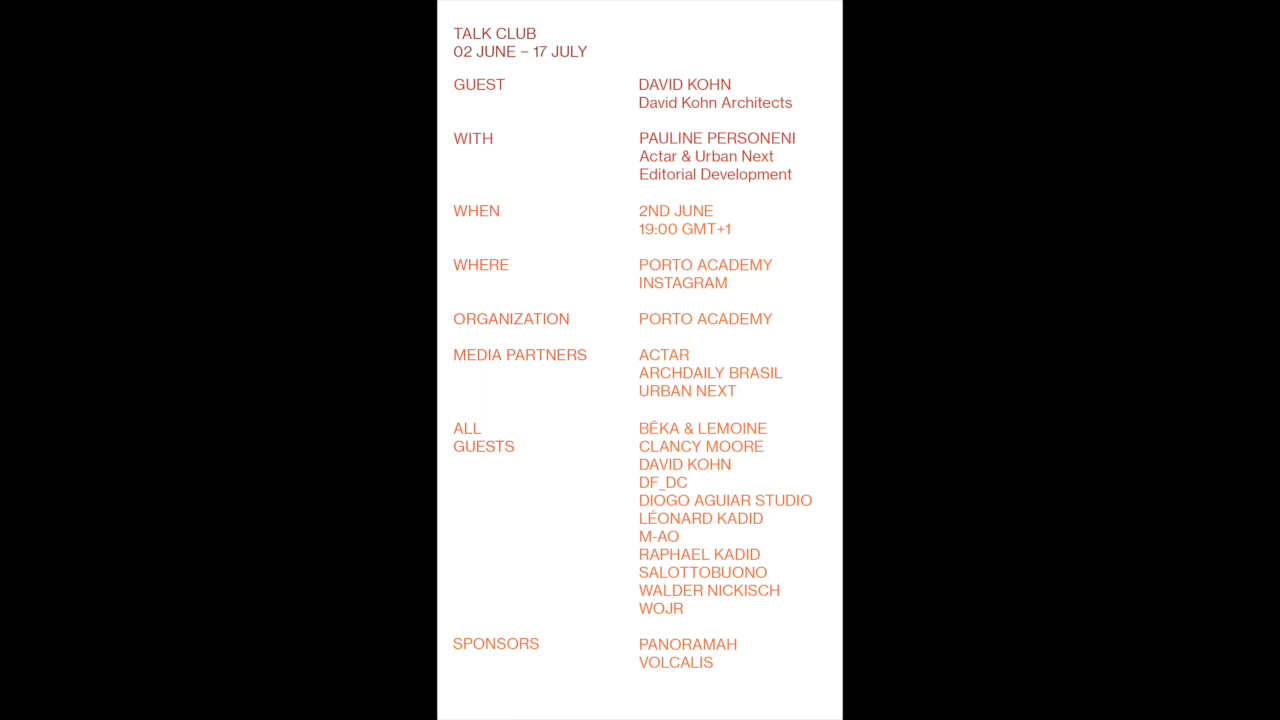 TALK CLUB
02 JUNE – 17 JULY
GUEST
DAVID KOHN
David Kohn Architects
WITH
PAULINE PERSONENI
Actar & Urban Next
Editorial Development
WHEN
2ND JUNE
19:00 GMT+1
WHERE
PORTO ACADEMY
INSTAGRAM
ORGANIZATION
PORTO ACADEMY
MEDIA PARTNERS
ACTAR
ARCHDAILY BRASIL
URBAN NEXT
ALL
GUESTS
BÊKA & LEMOINE
CLANCY MOORE
DAVID KOHN
DF_DC
DIOGO AGUIAR STUDIO
LÉONARD KADID
M-AO
RAPHAEL KADID
SALOTTOBUONO
WALDER NICKISCH
WOJR
SPONSORS
PANORAMAH
VOLCALIS